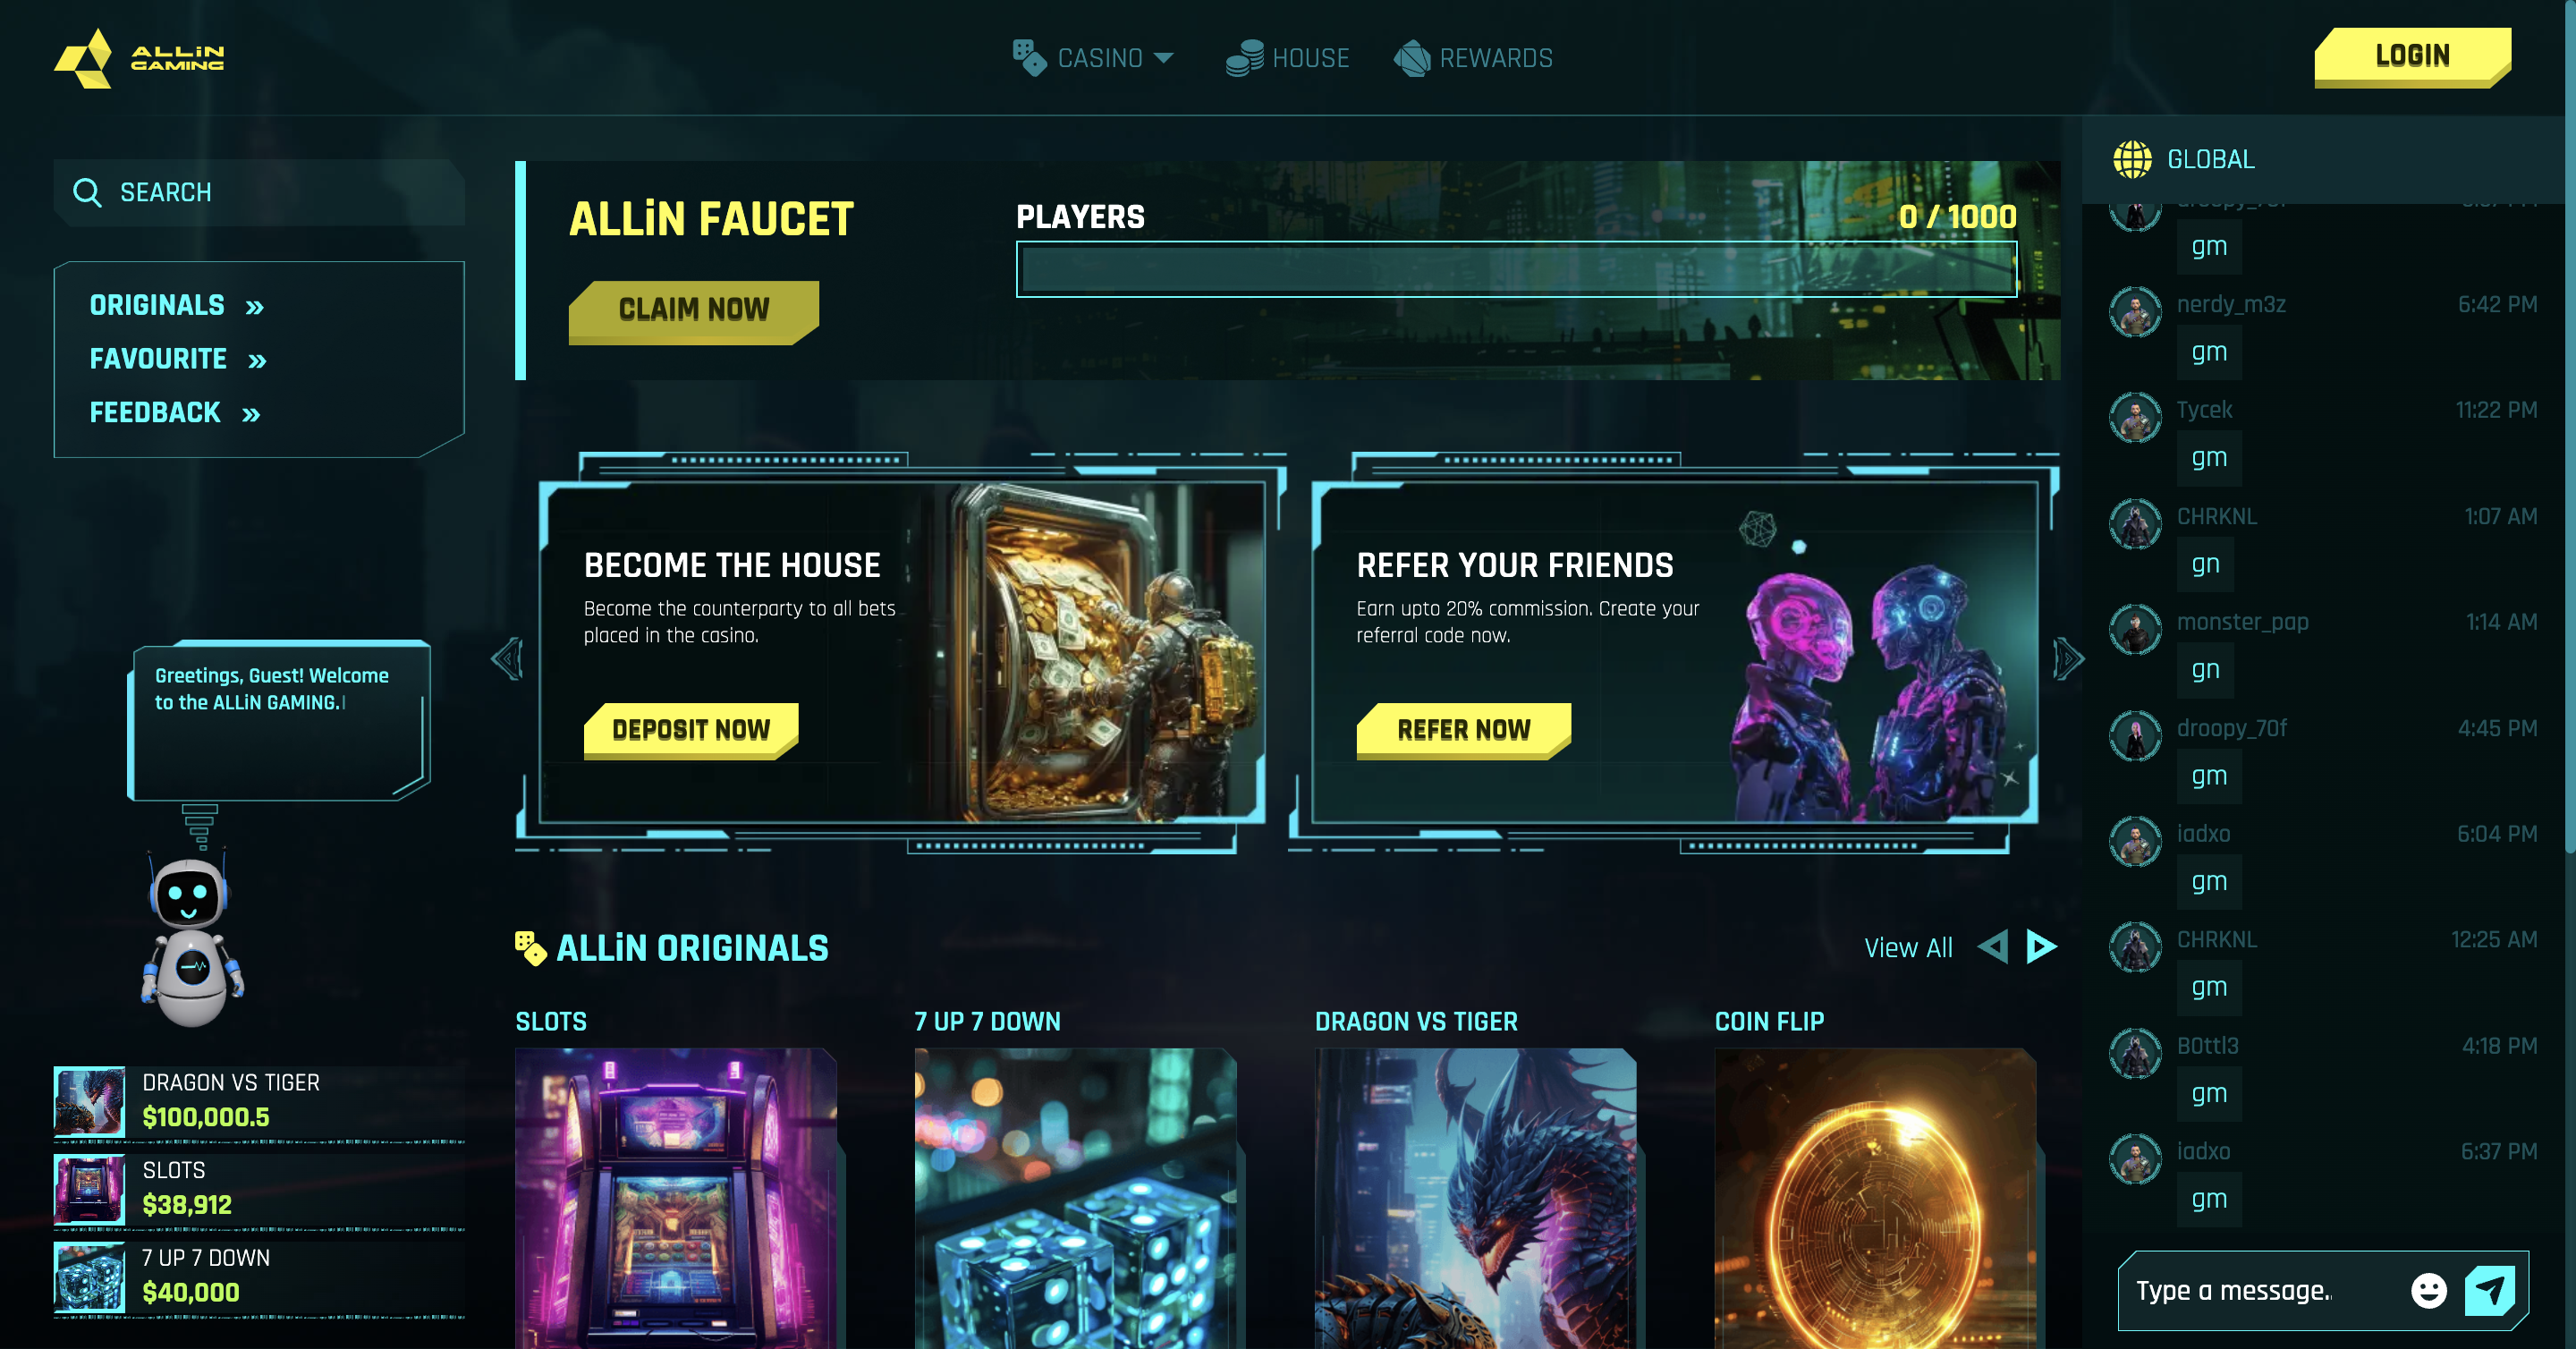 ALLiN
GAMING
CASINO
HOUSE
REWARDS
LOGIN
SEARCH
ORIGINALS »
FAVOURITE »
FEEDBACK »
Greetings, Guest! Welcome
to the ALLiN GAMING.
DRAGON VS TIGER
$100,000.5
SLOTS
$38,912
7 UP 7 DOWN
$40,000
ALLiN FAUCET
CLAIM NOW
PLAYERS
0 / 1000
BECOME THE HOUSE
Become the counterparty to all bets
placed in the casino.
DEPOSIT NOW
REFER YOUR FRIENDS
Earn upto 20% commission. Create your
referral code now.
REFER NOW
ALLiN ORIGINALS
View All
SLOTS
7 UP 7 DOWN
DRAGON VS TIGER
COIN FLIP
GLOBAL
gm
nerdy_m3z 6:42 PM
gm
Tycek 11:22 PM
gm
CHRKNL 1:07 AM
gn
monster_pap 1:14 AM
gn
droopy_70f 4:45 PM
gm
iadxo 6:04 PM
gm
CHRKNL 12:25 AM
gm
B0ttl3 4:18 PM
gm
iadxo 6:37 PM
gm
Type a message..